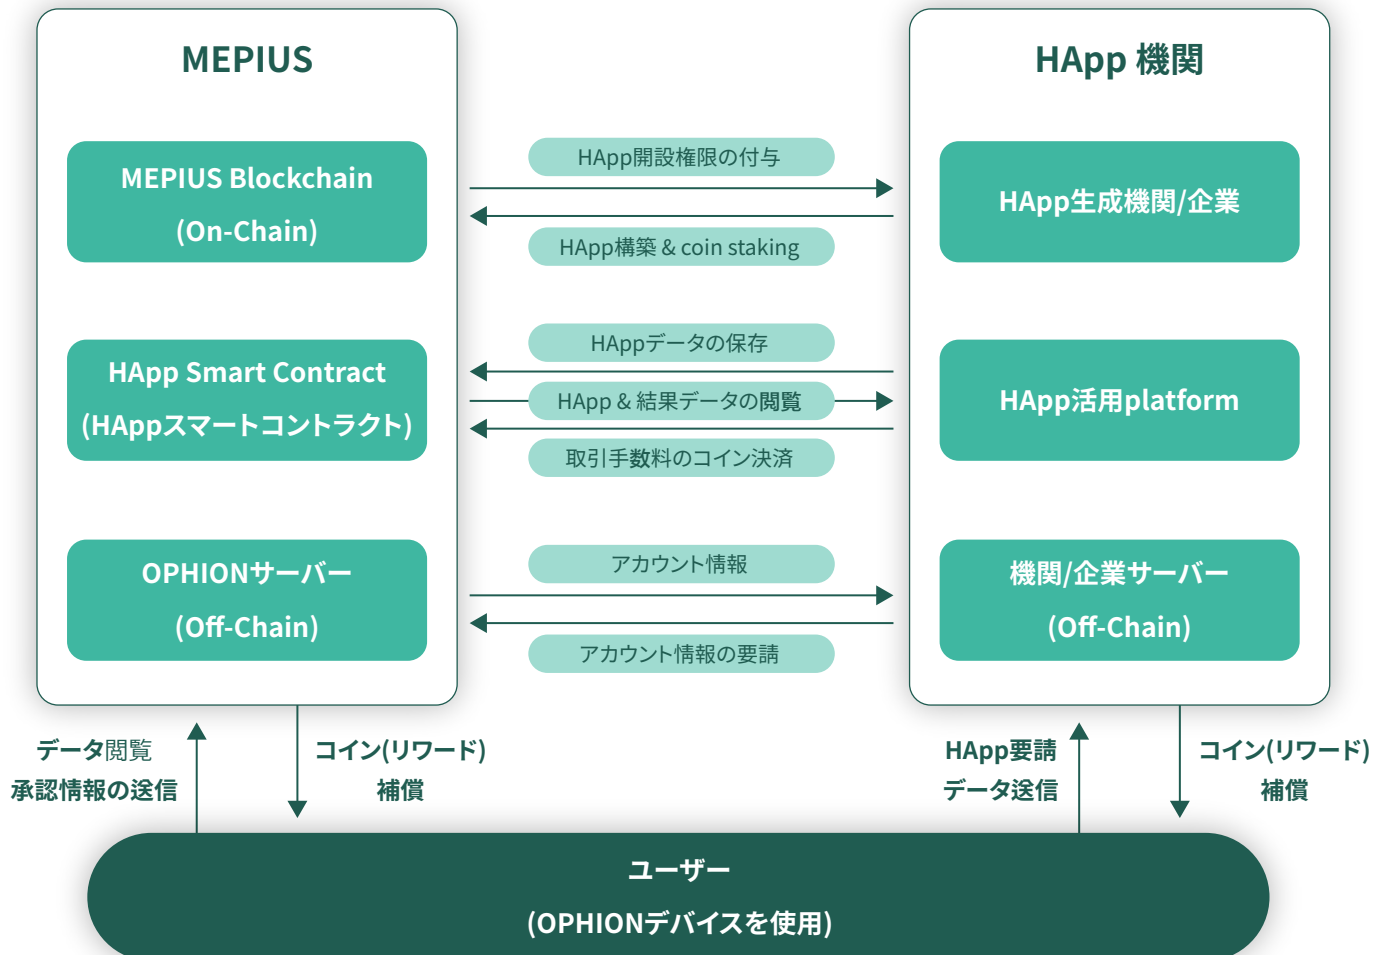 MEPIUS
HApp 機関
MEPIUS Blockchain
(On-Chain)
HApp開設権限の付与
HApp構築 & coin staking
HApp生成機関/企業
HApp Smart Contract
(HAppスマートコントラクト)
HAppデータの保存
HApp & 結果データの閲覧
取引手数料のコイン決済
HApp活用platform
OPHIONサーバー
(Off-Chain)
アカウント情報
アカウント情報の要請
機関/企業サーバー
(Off-Chain)
データ閲覧
承認情報の送信
コイン(リワード)
補償
HApp要請
データ送信
コイン(リワード)
補償
ユーザー
(OPHIONデバイスを使用)